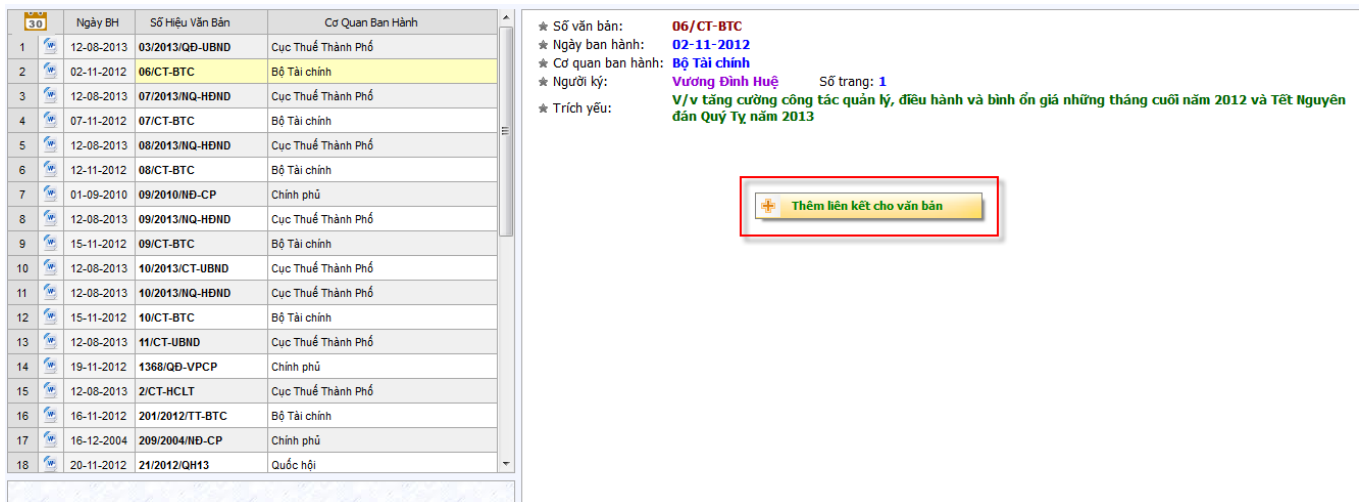 30 Ngày BH Số Hiệu Văn Bản Cơ Quan Ban Hành
1 12-08-2013 03/2013/QĐ-UBND Cục Thuế Thành Phố
2 02-11-2012 06/CT-BTC Bộ Tài chính
3 12-08-2013 07/2013/NQ-HĐND Cục Thuế Thành Phố
4 07-11-2012 07/CT-BTC Bộ Tài chính
5 12-08-2013 08/2013/NQ-HĐND Cục Thuế Thành Phố
6 12-11-2012 08/CT-BTC Bộ Tài chính
7 01-09-2010 09/2010/NĐ-CP Chính phủ
8 12-08-2013 09/2013/NQ-HĐND Cục Thuế Thành Phố
9 15-11-2012 09/CT-BTC Bộ Tài chính
10 12-08-2013 10/2013/CT-UBND Cục Thuế Thành Phố
11 12-08-2013 10/2013/NQ-HĐND Cục Thuế Thành Phố
12 15-11-2012 10/CT-BTC Bộ Tài chính
13 12-08-2013 11/CT-UBND Cục Thuế Thành Phố
14 19-11-2012 1368/QĐ-VPCP Chính phủ
15 12-08-2013 2/CT-HCLT Cục Thuế Thành Phố
16 16-11-2012 201/2012/TT-BTC Bộ Tài chính
17 16-12-2004 209/2004/NĐ-CP Chính phủ
18 20-11-2012 21/2012/QH13 Quốc hội
Số văn bản: 06/CT-BTC
Ngày ban hành: 02-11-2012
Cơ quan ban hành: Bộ Tài chính
Người ký: Vương Đình Huệ Số trang: 1
Trích yếu: V/v tăng cường công tác quản lý, điều hành và bình ổn giá những tháng cuối năm 2012 và Tết Nguyên
đán Quý Tỵ năm 2013
Thêm liên kết cho văn bản